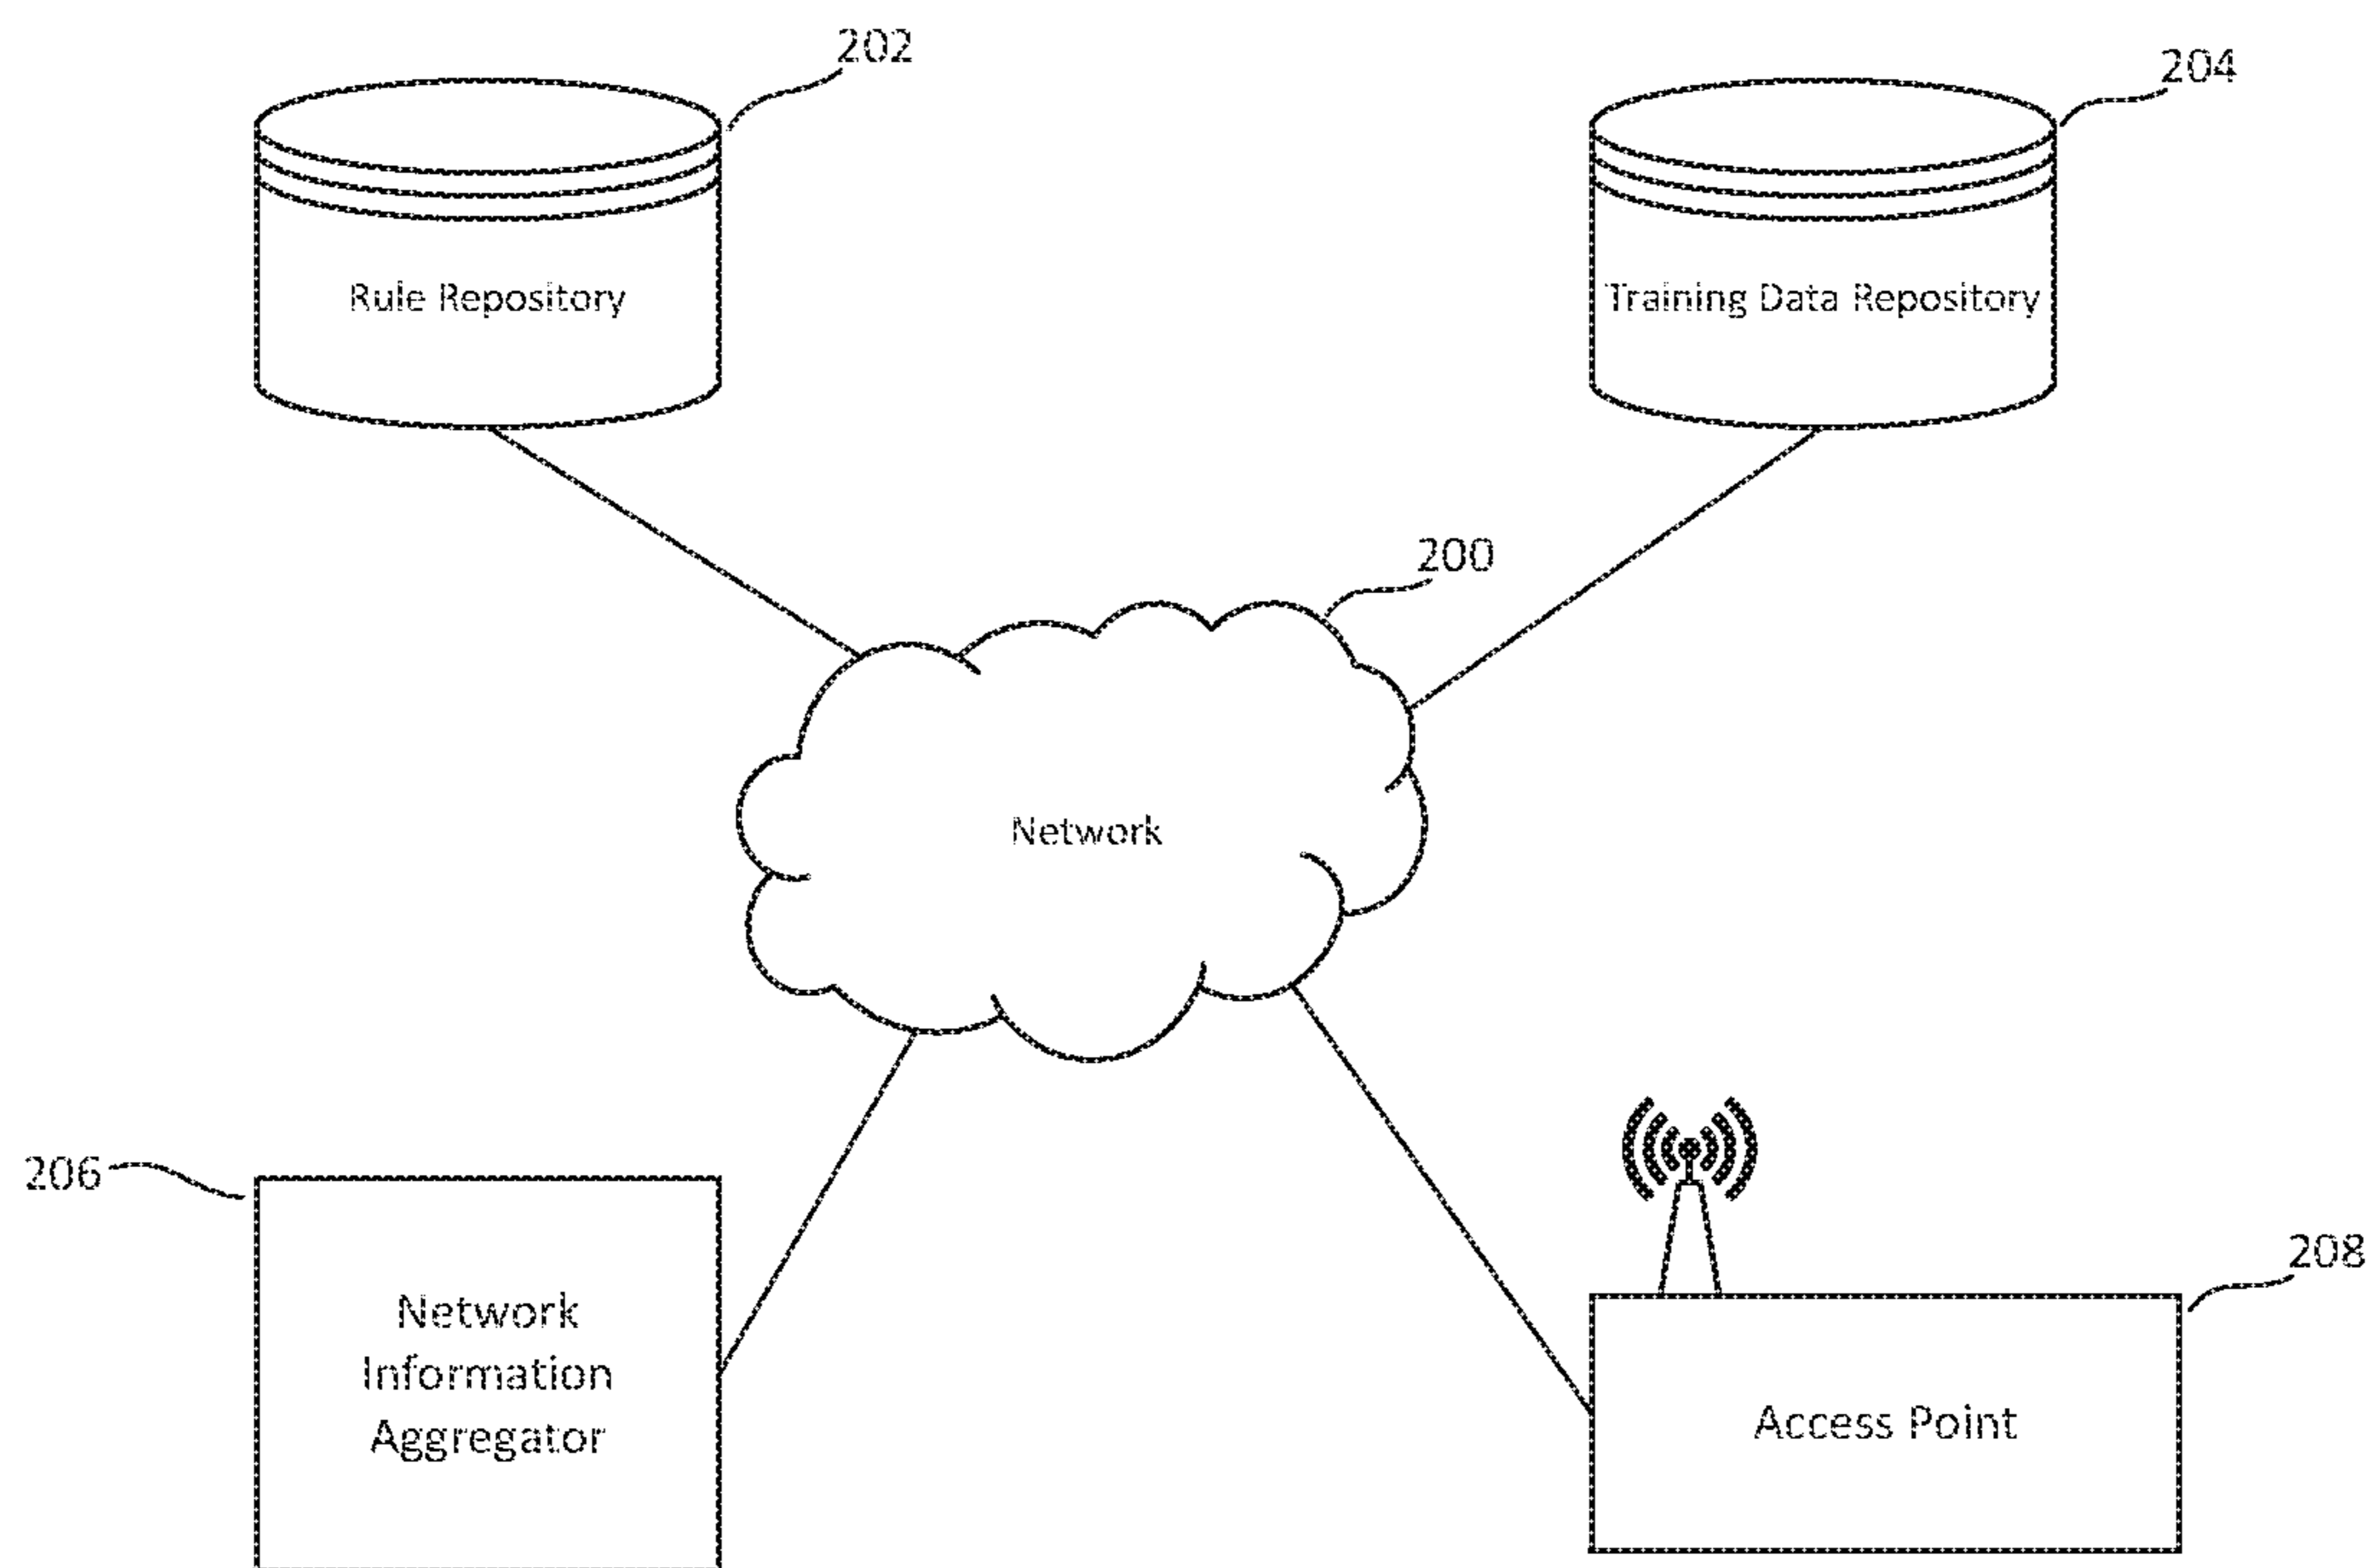 202
204
Rule Repository
Training Data Repository
200
Network
206
Network
Information
Aggregator
208
Access Point